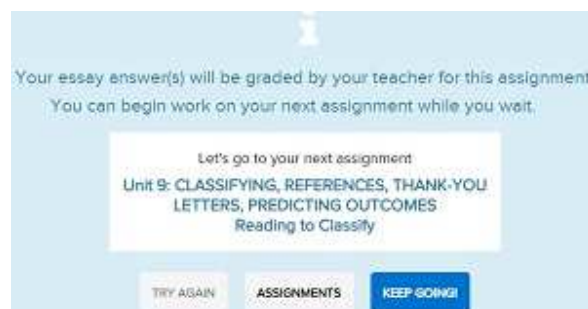 Your essay answer(s) will be graded by your teacher for this assignment
You can begin work on your next assignment while you wait.
Let's go to your next assignment
Unit 9: CLASSIFYING, REFERENCES, THANK-YOU
LETTERS, PREDICTING OUTCOMES
Reading to Classify
TRY AGAIN
ASSIGNMENTS
KEEP GOING!